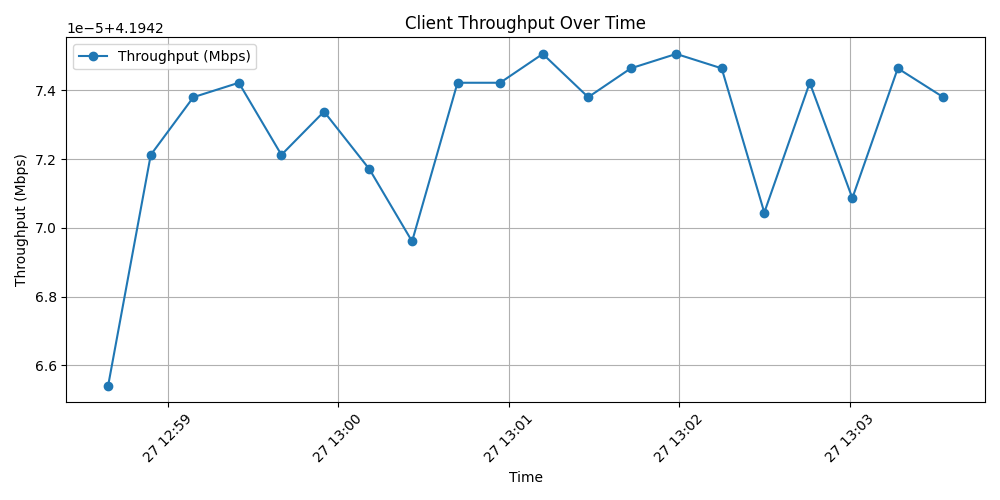 Client Throughput Over Time
1e−5+4.1942
Throughput (Mbps)
Throughput (Mbps)
7.4
7.2
7.0
6.8
6.6
27 12:59
27 13:00
27 13:01
27 13:02
27 13:03
Time